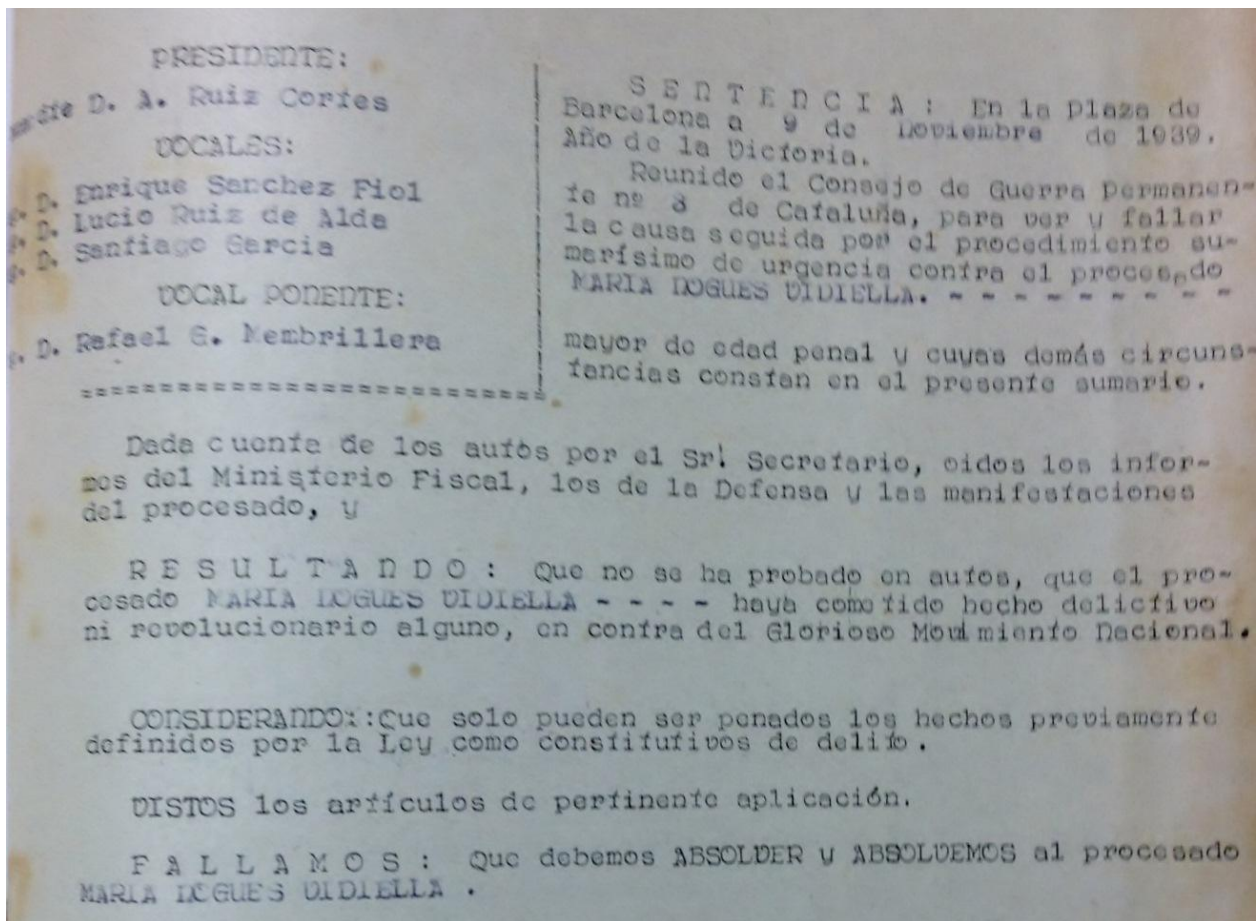 PRESIDENTE:
D. A. Ruiz Cortes
VOCALES:
D. Enrique Sanchez Fiol
D. Lucio Ruiz de Alda
D. Santiago Garcia
VOCAL PONENTE:
D. Rafael G. Membrillera
==========================
S E N T E N C I A : En la Plaza de
Barcelona a 9 de Noviembre de 1939.
Año de la Victoria.
Reunido el Consejo de Guerra Permanen-
te nº 3 de Cataluña, para ver y fallar
la causa seguida por el procedimiento su-
marísimo de urgencia contra el procesado
MARIA NOGUES VIDIELLA. - - - - - - - - -
mayor de edad penal y cuyas demás circuns-
tancias constan en el presente sumario.
Dada cuenta de los autos por el Sr. Secretario, oidos los infor-
mes del Ministerio Fiscal, los de la Defensa y las manifestaciones
del procesado, y
R E S U L T A N D O : Que no se ha probado en autos, que el pro-
cesado MARIA NOGUES VIDIELLA - - - - haya cometido hecho delictivo
ni revolucionario alguno, en contra del Glorioso Movimiento Nacional.
CONSIDERANDO::Que solo pueden ser penados los hechos previamente
definidos por la Ley como constitutivos de delito.
VISTOS los artículos de pertinente aplicación.
F A L L A M O S : Que debemos ABSOLVER y ABSOLVEMOS al procesado
MARIA NOGUES VIDIELLA .